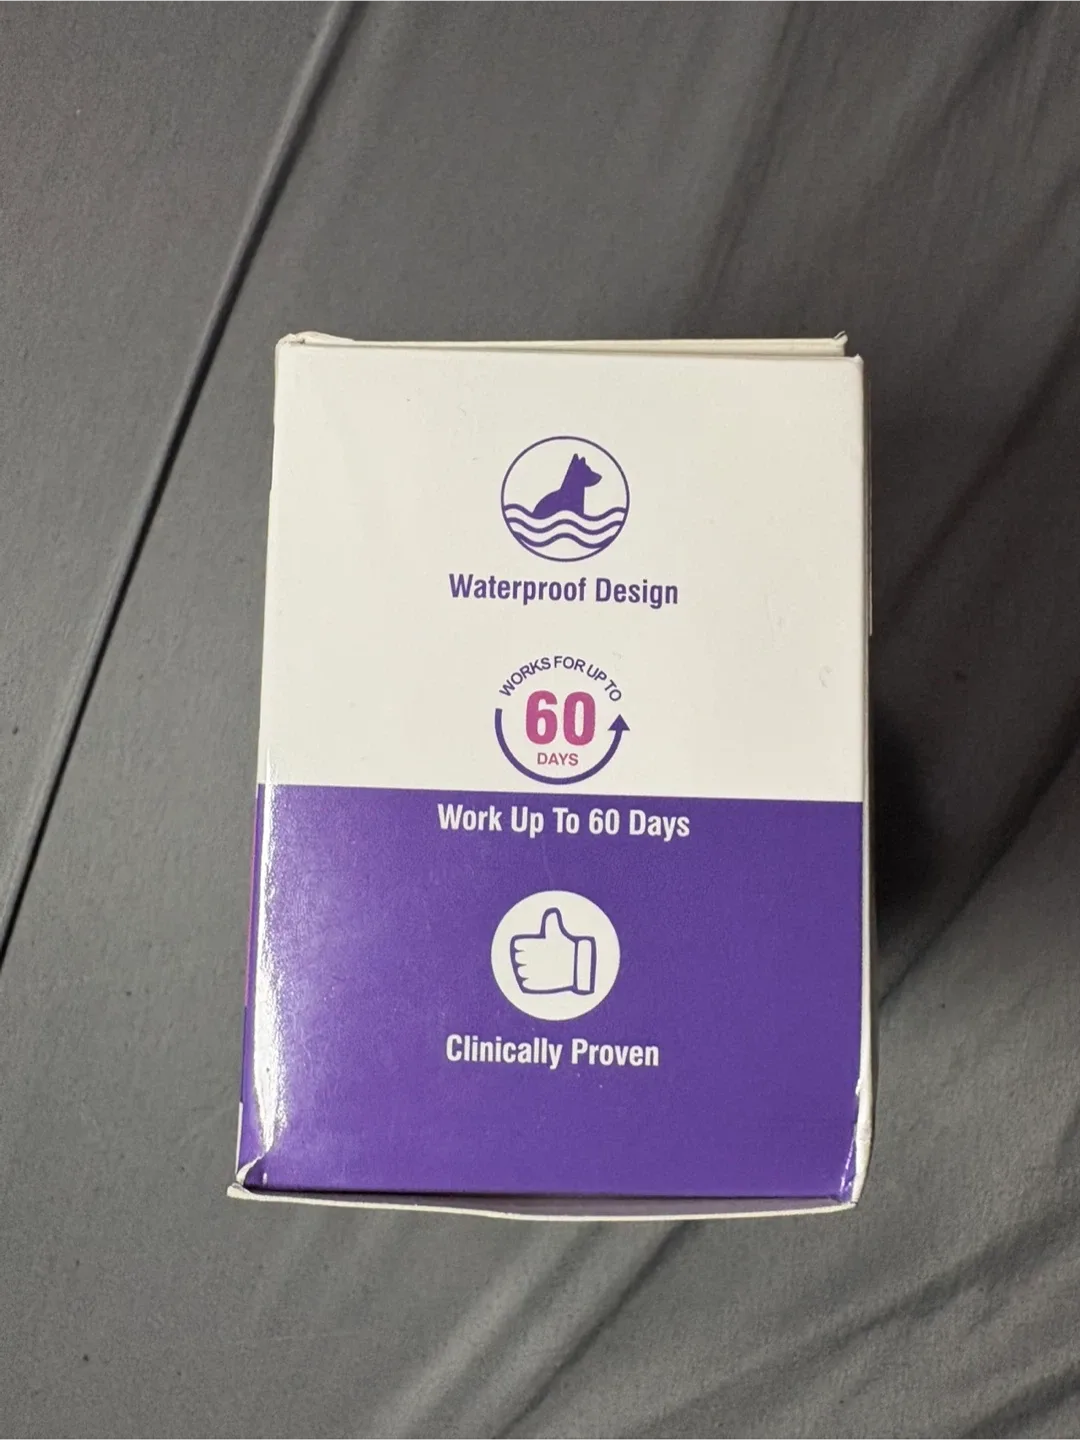 Waterproof Design
WORKS FOR UP TO
60
DAYS
Work Up To 60 Days
Clinically Proven